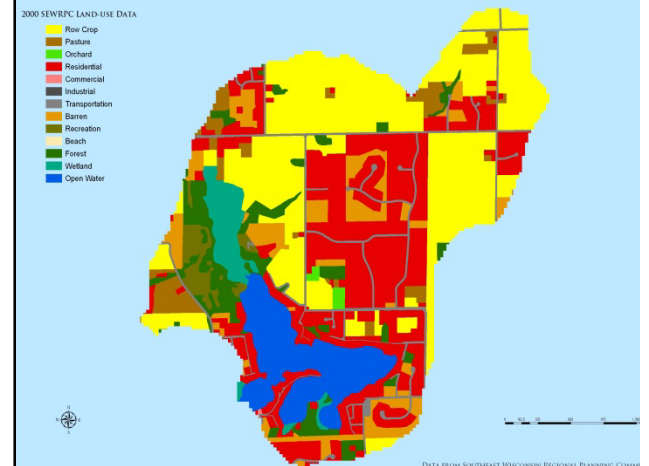 2000 SEWRPC LAND-USE DATA
Row Crop
Pasture
Orchard
Residential
Commercial
Industrial
Transportation
Barren
Recreation
Beach
Forest
Wetland
Open Water
N
S
DATA FROM SOUTHEAST WISCONSIN REGIONAL PLANNING COMM